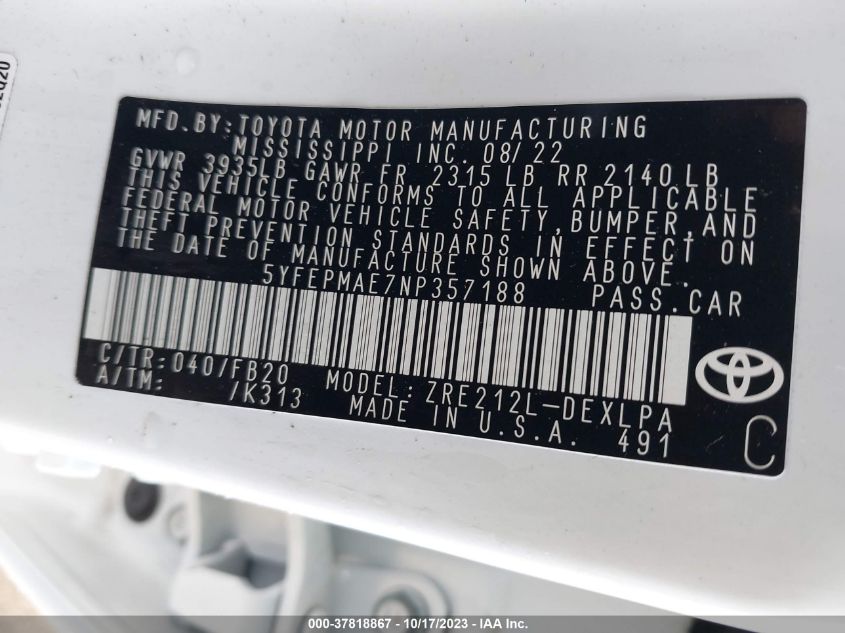 MFD.BY:TOYOTA MOTOR MANUFACTURING
MISSISSIPPI INC. 08/22
GVWR 3935LB GAWR FR 2315 LB RR 2140 LB
THIS VEHICLE CONFORMS TO ALL APPLICABLE
FEDERAL MOTOR VEHICLE SAFETY,BUMPER,AND
THEFT PREVENTION STANDARDS IN EFFECT ON
THE DATE OF MANUFACTURE SHOWN ABOVE.
5YFEPMAE7NP357188 PASS.CAR
C/TR:040/FB20 MODEL:ZRE212L-DEXLPA
A/TM: /K313 MADE IN U.S.A. 491
C
000-37818867 - 10/17/2023 - IAA Inc.